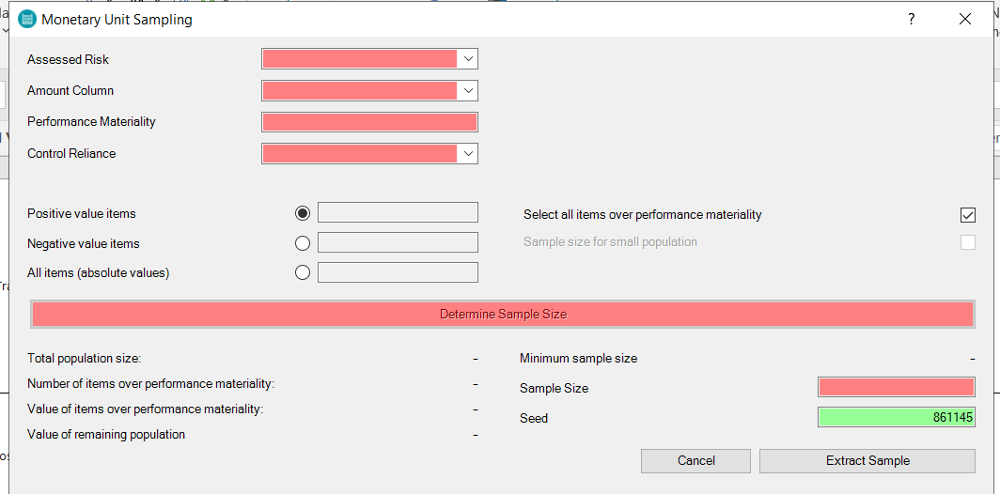 Monetary Unit Sampling ?
Assessed Risk
Amount Column
Performance Materiality
Control Reliance
Positive value items
Negative value items
All items (absolute values)
Select all items over performance materiality
Sample size for small population
Determine Sample Size
Total population size: -
Number of items over performance materiality: -
Value of items over performance materiality: -
Value of remaining population -
Minimum sample size -
Sample Size
Seed 861145
Cancel Extract Sample